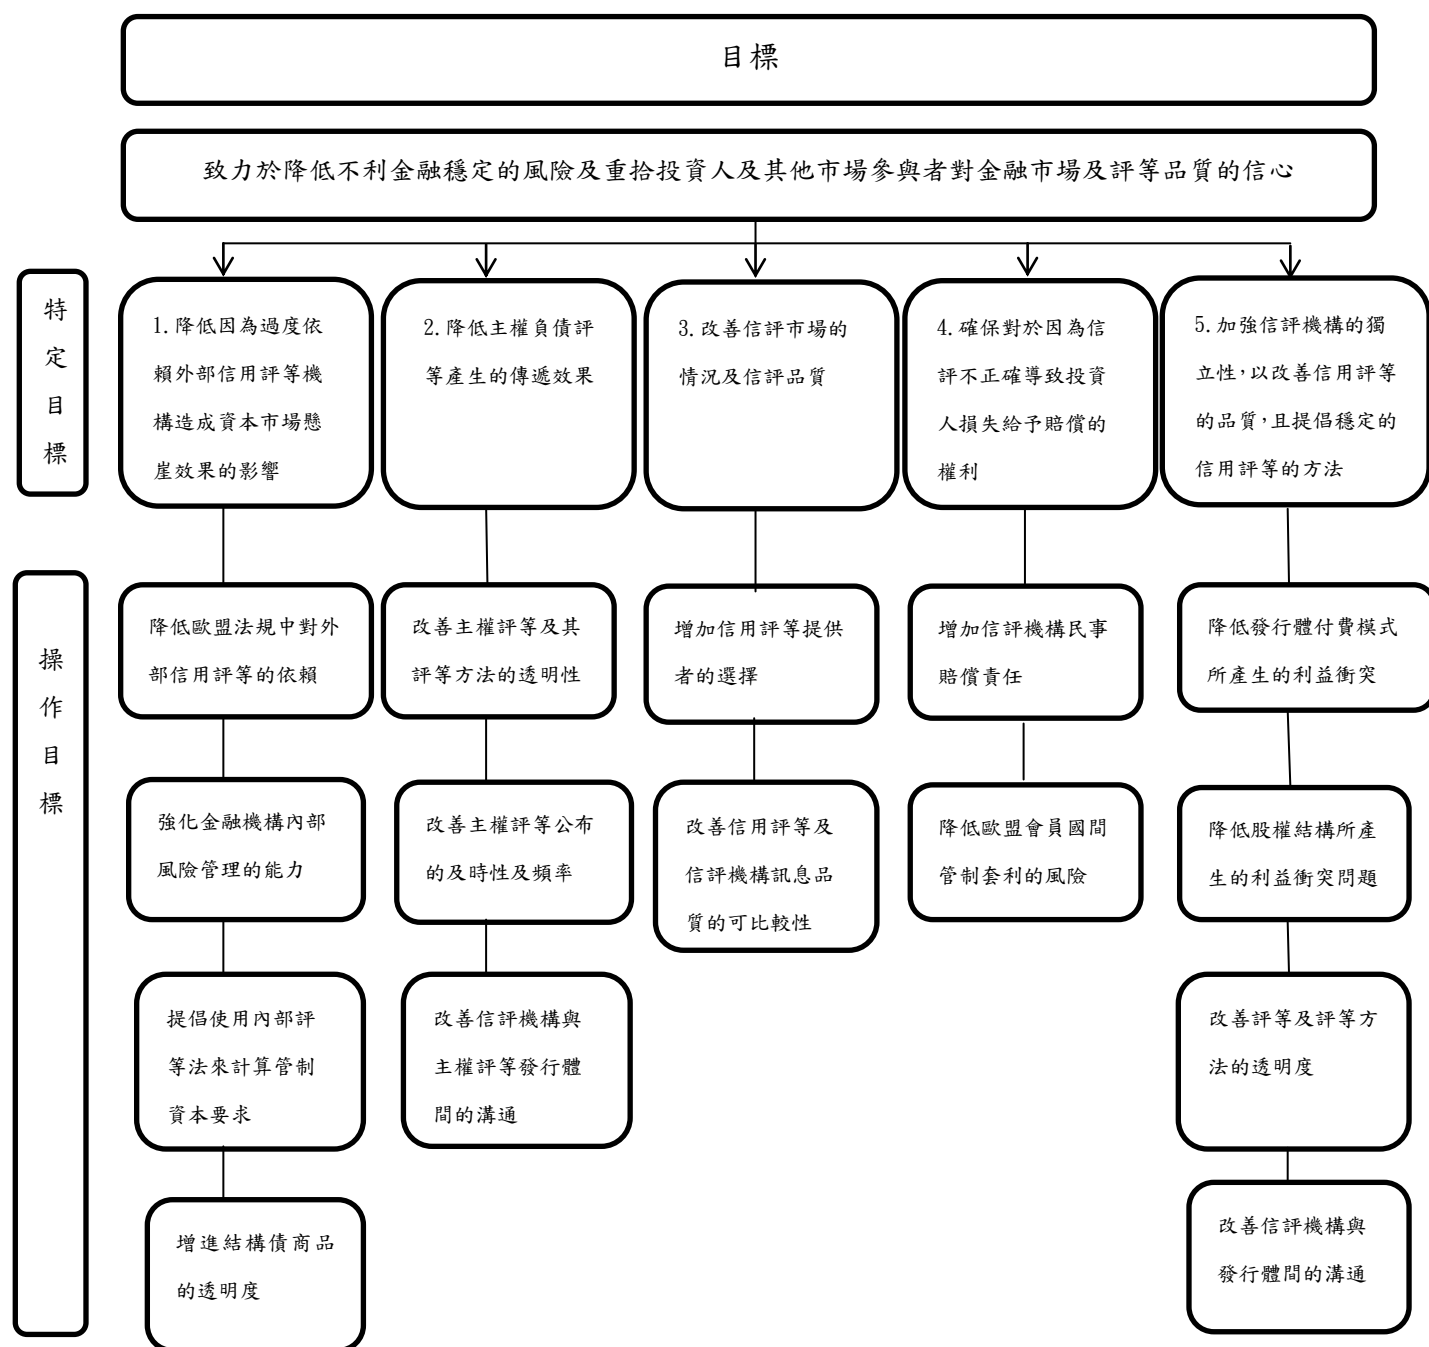 目標
致力於降低不利金融穩定的風險及重拾投資人及其他市場參與者對金融市場及評等品質的信心
特
定
目
標
1.降低因為過度依
賴外部信用評等機
構造成資本市場懸
崖效果的影響
2.降低主權負債評
等產生的傳遞效果
3.改善信評市場的
情況及信評品質
4.確保對於因為信
評不正確導致投資
人損失給予賠償的
權利
5.加強信評機構的獨
立性，以改善信用評等
的品質，且提倡穩定的
信用評等的方法
操
作
目
標
降低歐盟法規中對外
部信用評等的依賴
改善主權評等及其
評等方法的透明性
增加信用評等提供
者的選擇
增加信評機構民事
賠償責任
降低發行體付費模式
所產生的利益衝突
強化金融機構內部
風險管理的能力
改善主權評等公布
的及時性及頻率
改善信用評等及
信評機構訊息品
質的可比較性
降低歐盟會員國間
管制套利的風險
降低股權結構所產
生的利益衝突問題
提倡使用內部評
等法來計算管制
資本要求
改善信評機構與
主權評等發行體
間的溝通
改善評等及評等方
法的透明度
增進結構債商品
的透明度
改善信評機構與
發行體間的溝通